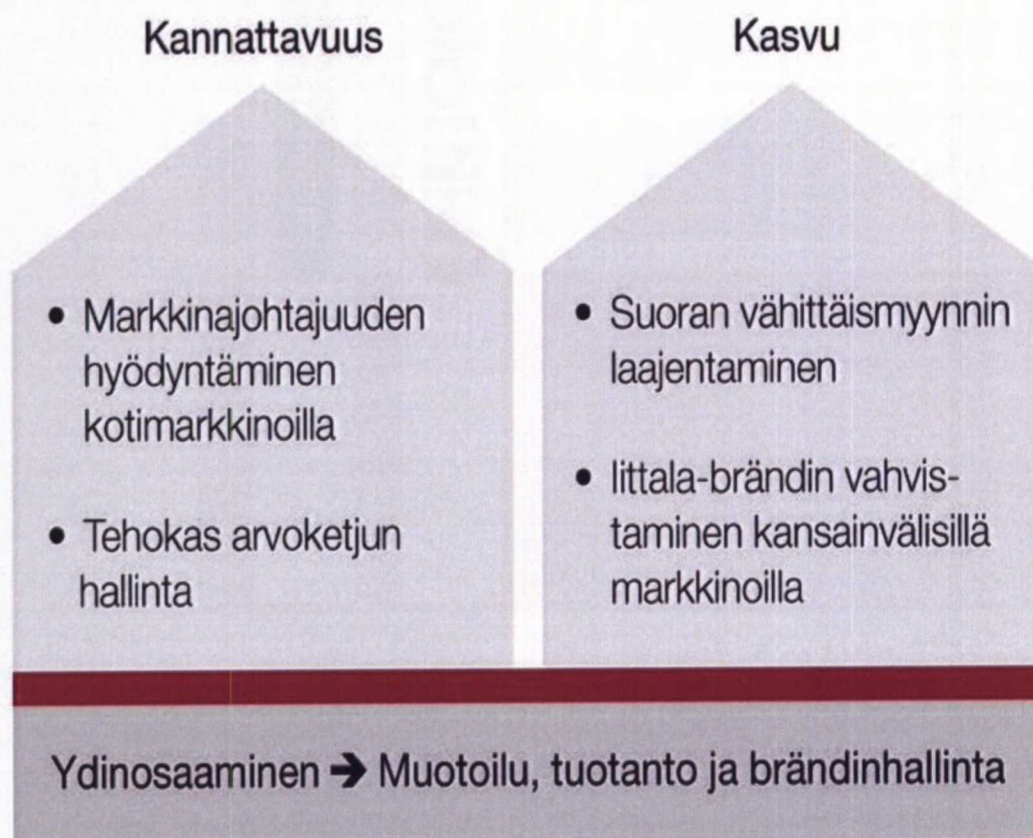 Kannattavuus
• Markkinajohtajuuden
hyödyntäminen
kotimarkkinoilla
• Tehokas arvoketjun
hallinta
Kasvu
• Suoran vähittäismyynnin
laajentaminen
• Iittala-brändin vahvis-
taminen kansainvälisillä
markkinoilla
Ydinosaaminen ➔ Muotoilu, tuotanto ja brändinhallinta